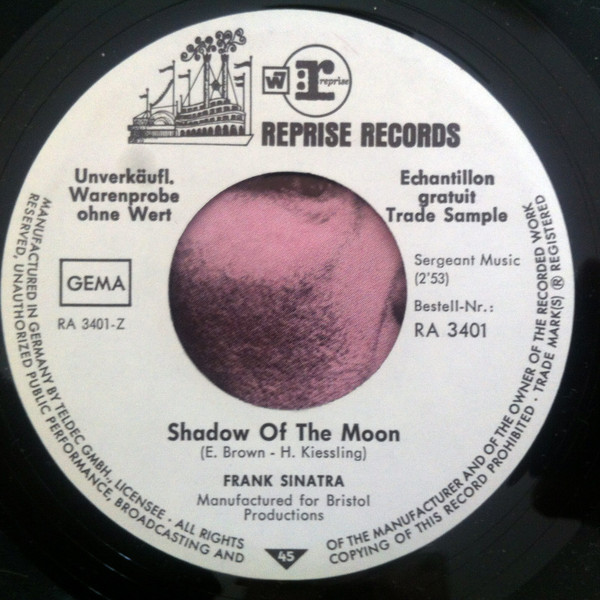 W7 r reprise
REPRISE RECORDS
Unverkäufl.
Warenprobe
ohne Wert
Echantillon
gratuit
Trade Sample
GEMA
RA 3401-Z
Sergeant Music
(2'53)
Bestell-Nr.:
RA 3401
Shadow Of The Moon
(E. Brown - H. Kiessling)
FRANK SINATRA
Manufactured for Bristol
Productions
45
MANUFACTURED IN GERMANY BY TELDEC GMBH., LICENSEE · ALL RIGHTS
RESERVED, UNAUTHORIZED PUBLIC PERFORMANCE, BROADCASTING AND
COPYING OF THIS RECORD PROHIBITED · TRADE MARK(S) ® REGISTERED
OF THE MANUFACTURER AND OF THE OWNER OF THE RECORDED WORK